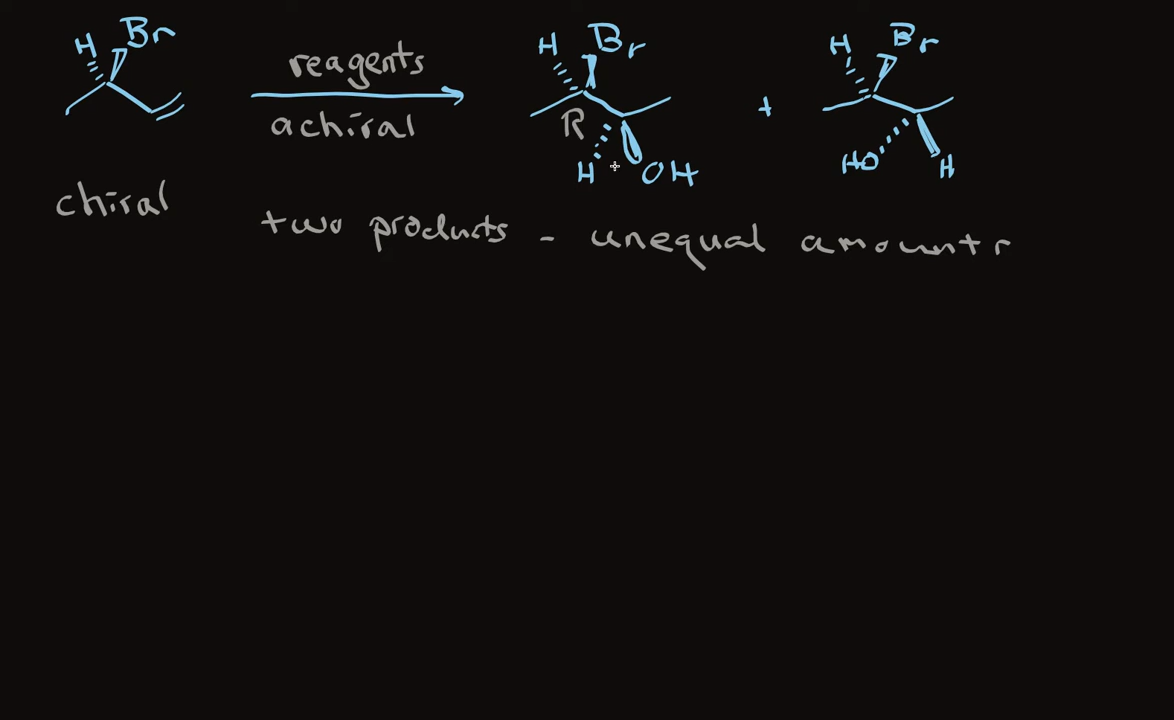 H Br reagents H Br H Br
achiral R + 
H OH HO H
chiral
two products - unequal amounts